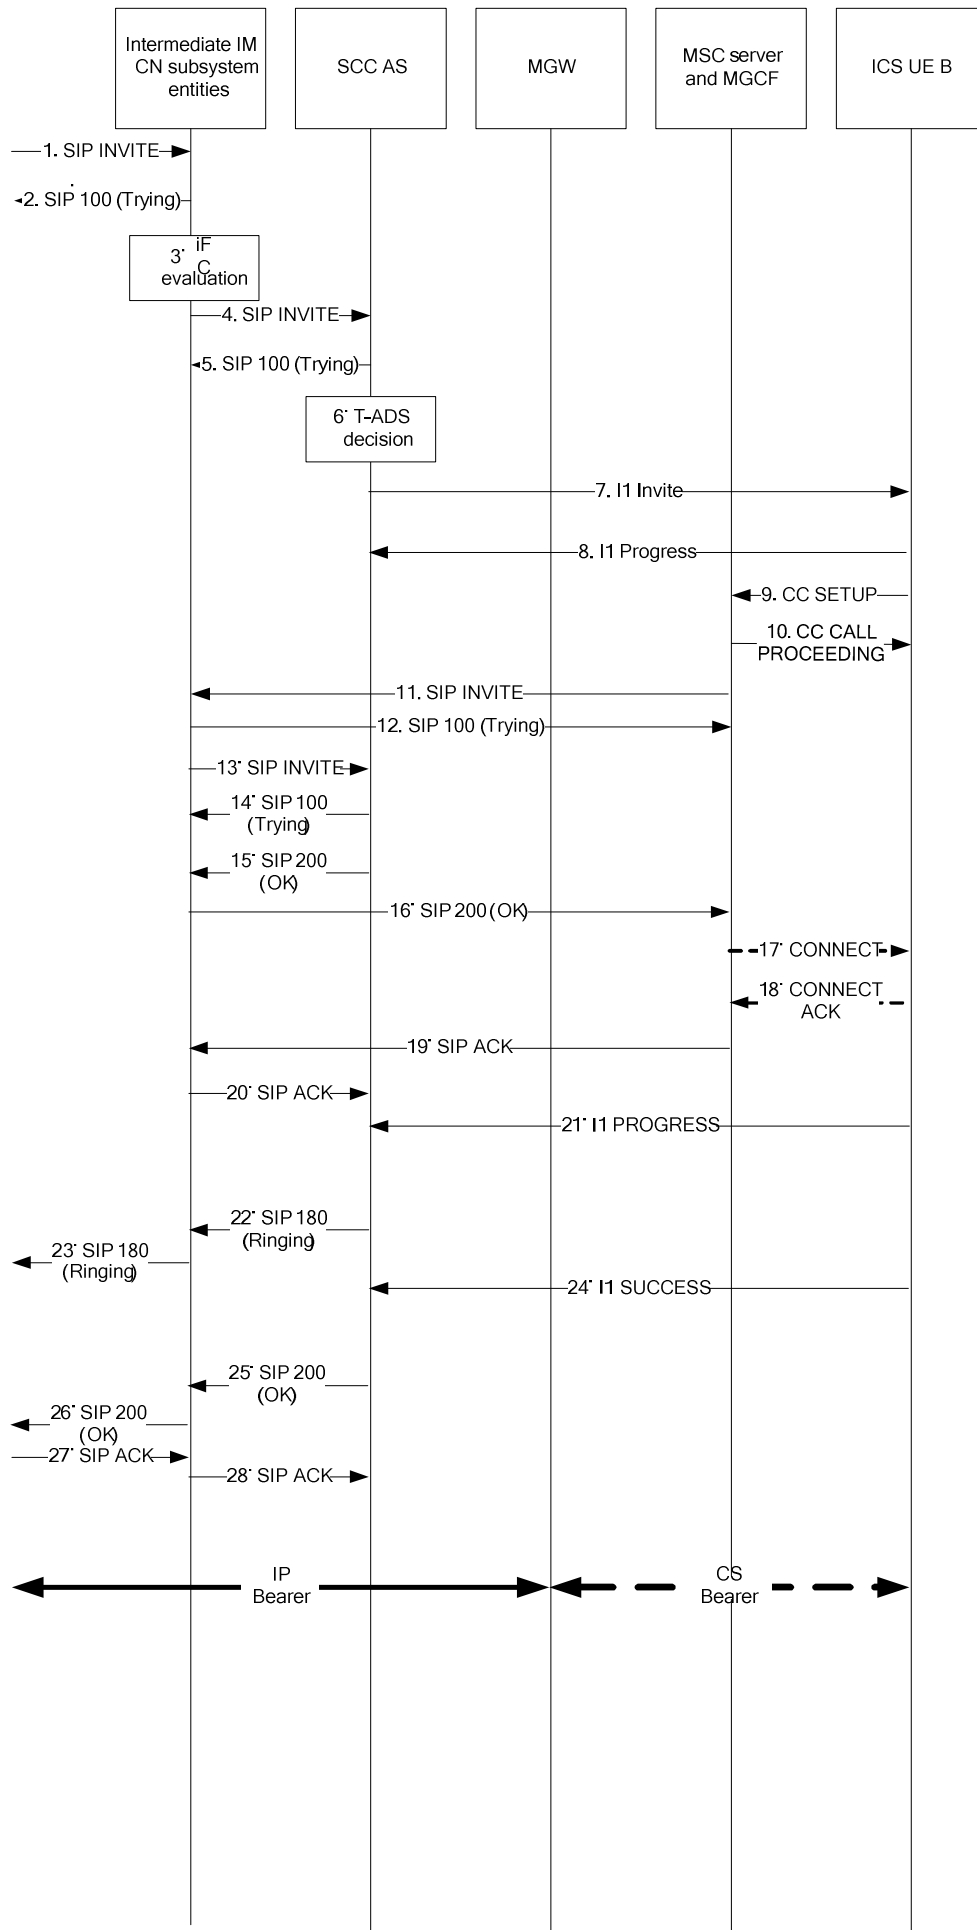 Intermediate IM
CN subsystem
entities
SCC AS
MGW
MSC server
and MGCF
ICS UE B
1. SIP INVITE
2. SIP 100 (Trying)
3. iF
C
evaluation
4. SIP INVITE
5. SIP 100 (Trying)
6. T-ADS
decision
7. I1 Invite
8. I1 Progress
9. CC SETUP
10. CC CALL
PROCEEDING
11. SIP INVITE
12. SIP 100 (Trying)
13. SIP INVITE
14. SIP 100
(Trying)
15. SIP 200
(OK)
16. SIP 200 (OK)
17. CONNECT
18. CONNECT
ACK
19. SIP ACK
20. SIP ACK
21. I1 PROGRESS
22. SIP 180
(Ringing)
23. SIP 180
(Ringing)
24. I1 SUCCESS
25. SIP 200
(OK)
26. SIP 200
(OK)
27. SIP ACK
28. SIP ACK
IP
Bearer
CS
Bearer